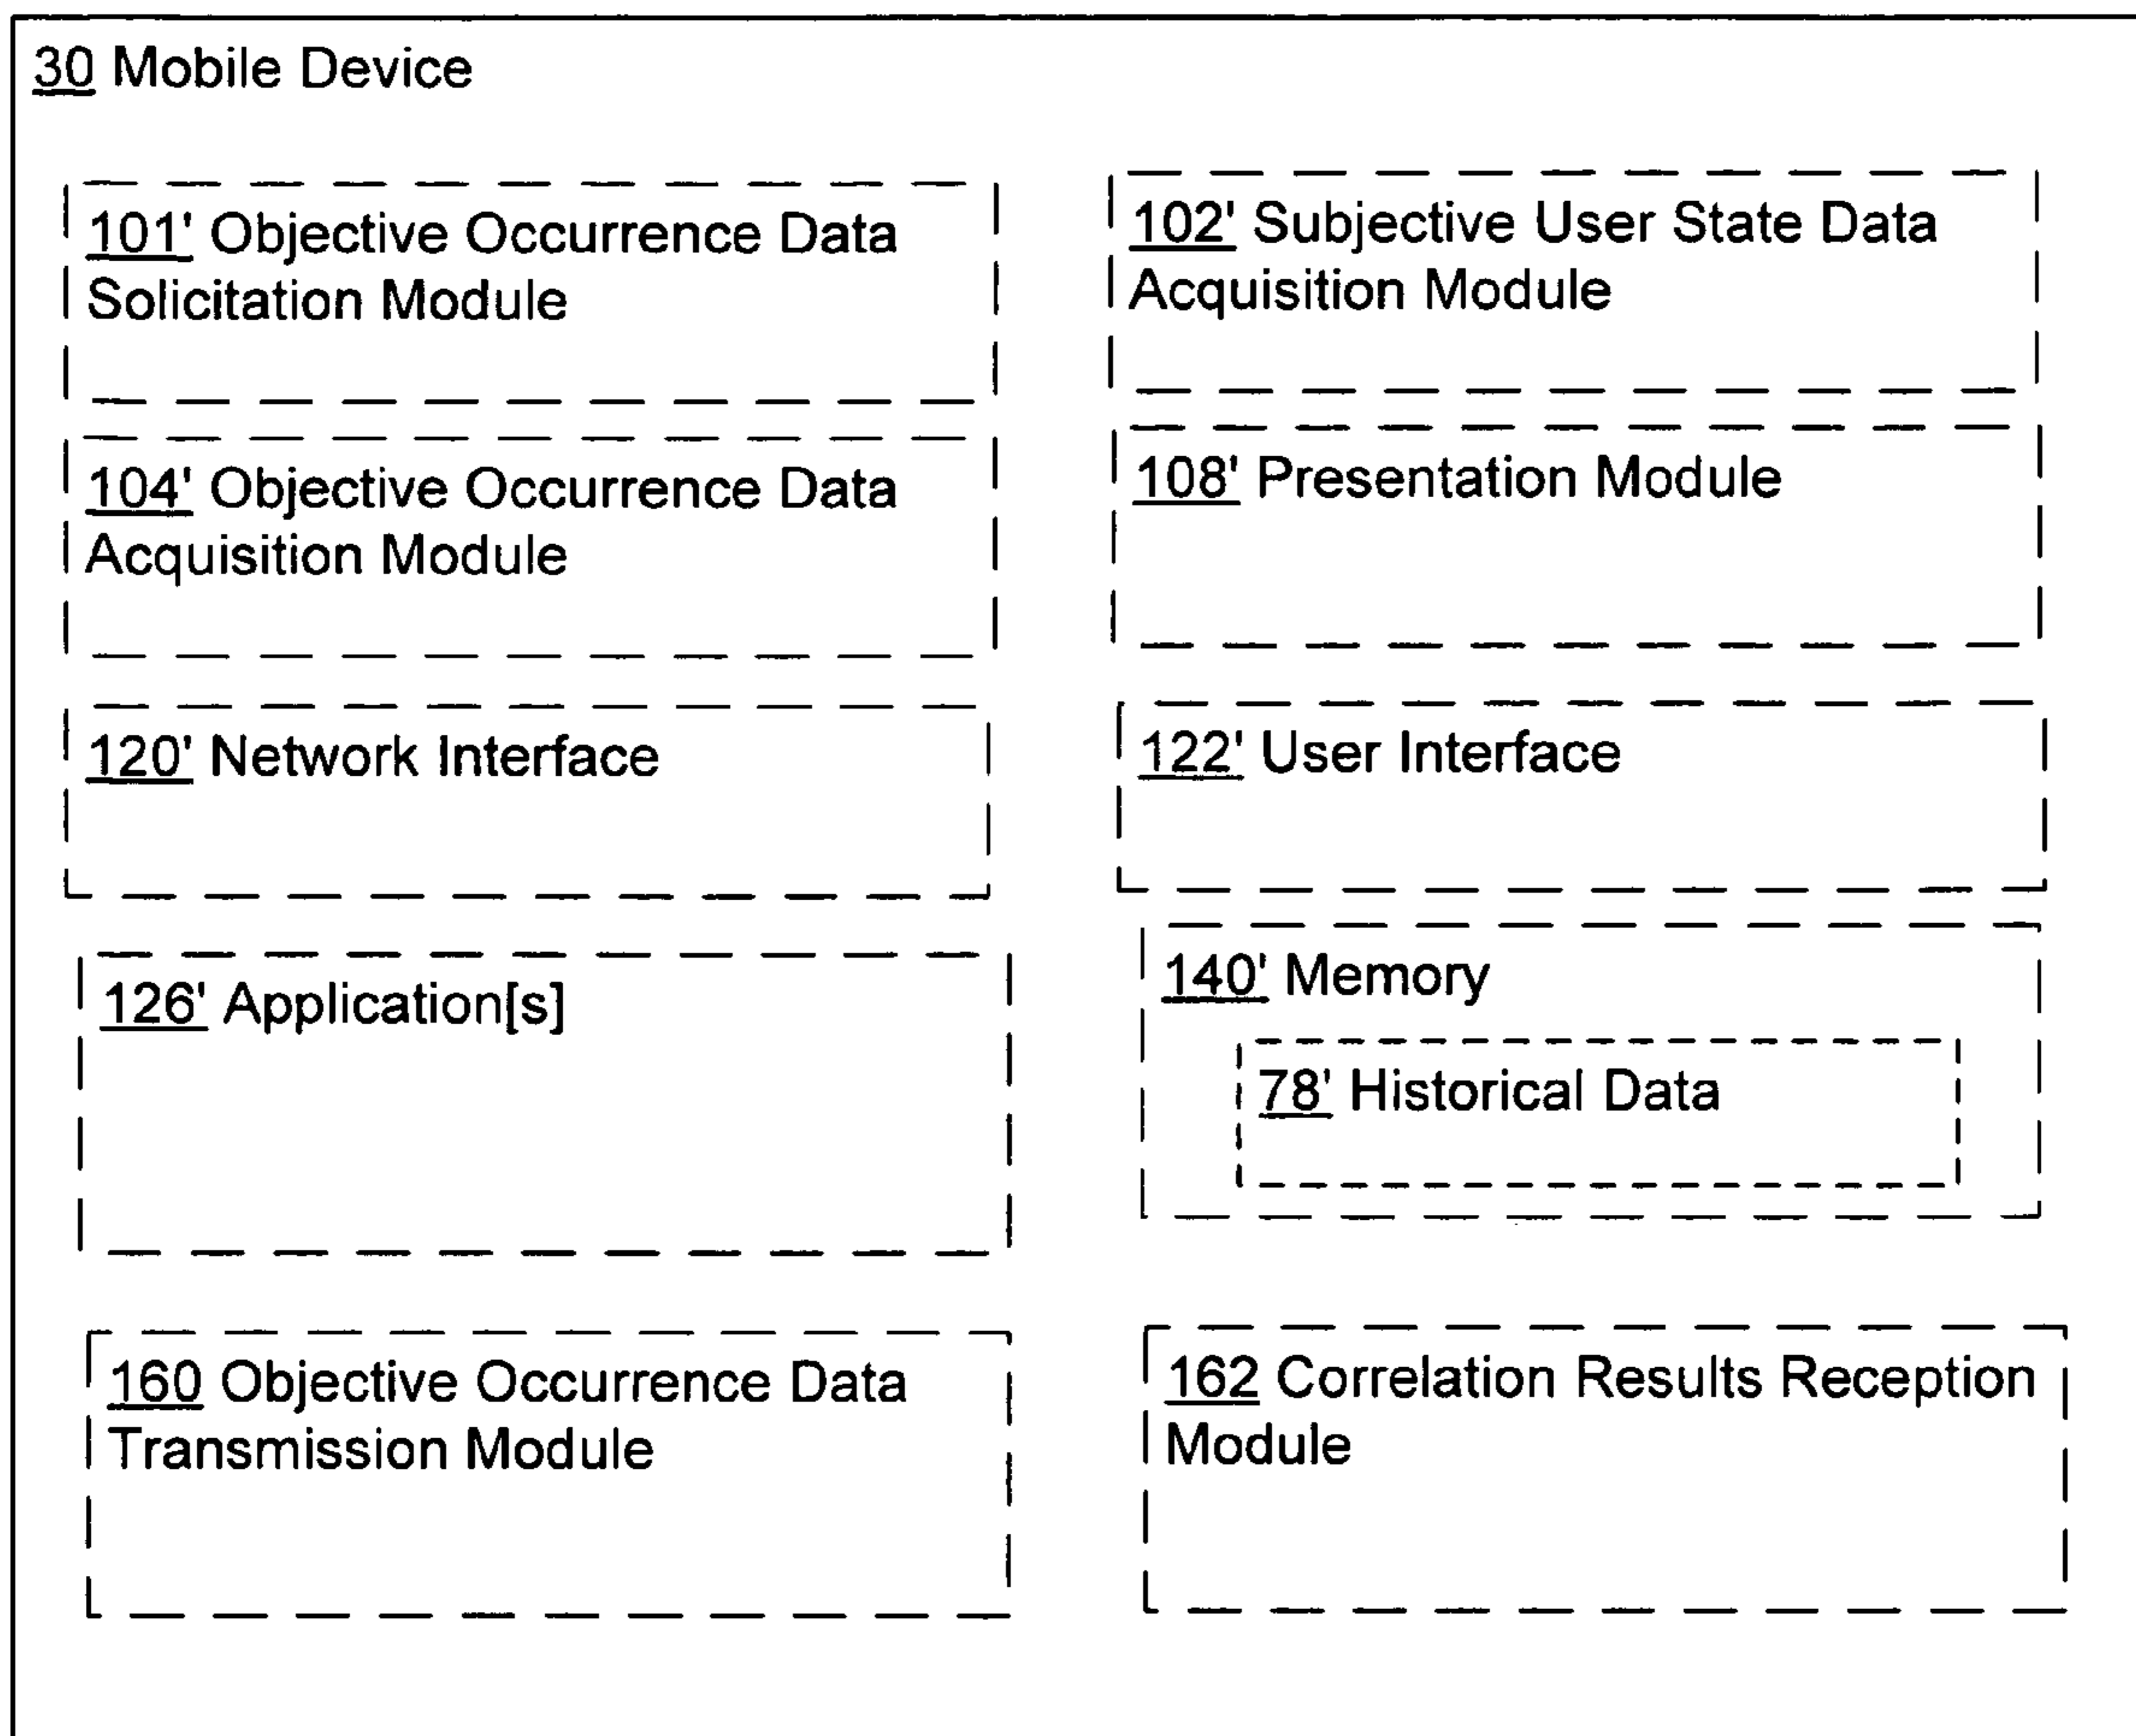 30 Mobile Device
101' Objective Occurrence Data
Solicitation Module
102' Subjective User State Data
Acquisition Module
104' Objective Occurrence Data
Acquisition Module
108' Presentation Module
120' Network Interface
122' User Interface
126' Application[s]
140' Memory
78' Historical Data
160 Objective Occurrence Data
Transmission Module
162 Correlation Results Reception
Module